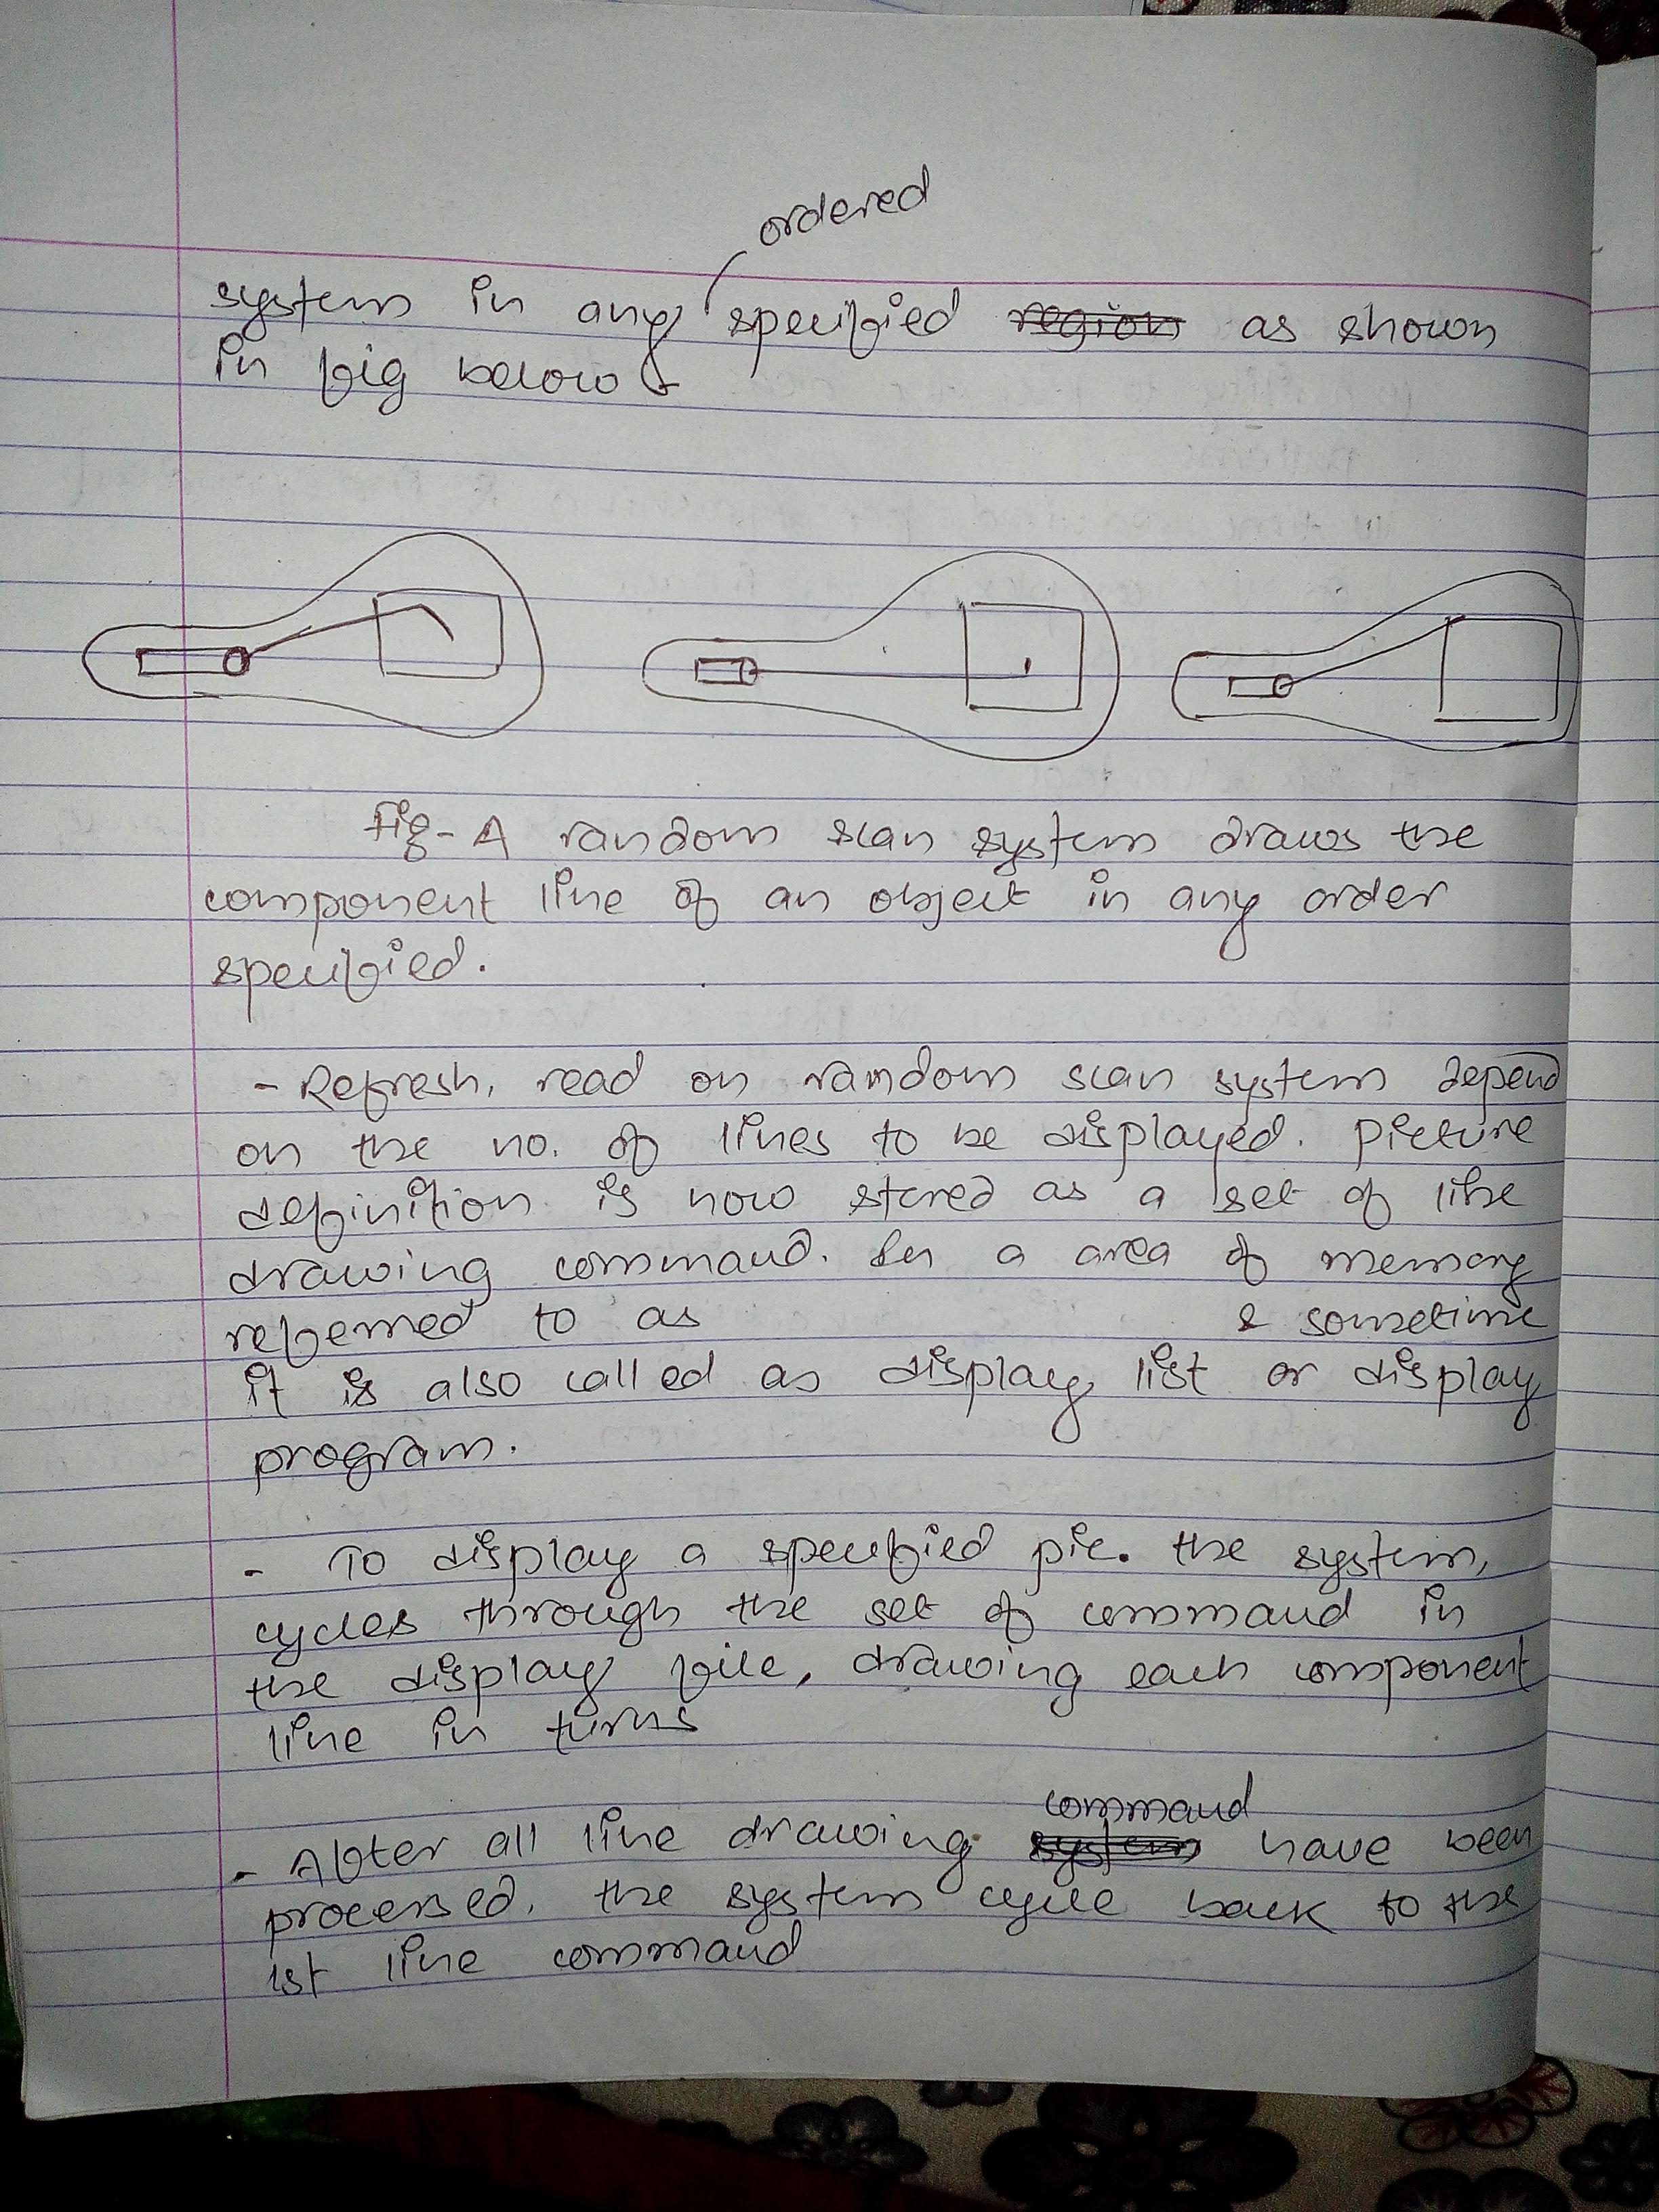 ordered
system in any specified region as shown
in fig below
Fig- A random scan system draws the
component line of an object in any order
specified.
- Refresh, read on random scan system depend
on the no. of lines to be displayed. picture
definition is now stored as a set of line
drawing command. In a area of memory
referred to as & sometime
it is also called as display list or display
program.
- To display a specified pic. the system,
cycles through the set of command in
the display file, drawing each component
line in turns
command
- After all line drawing system have been
processed, the system cycle back to the
1st line command